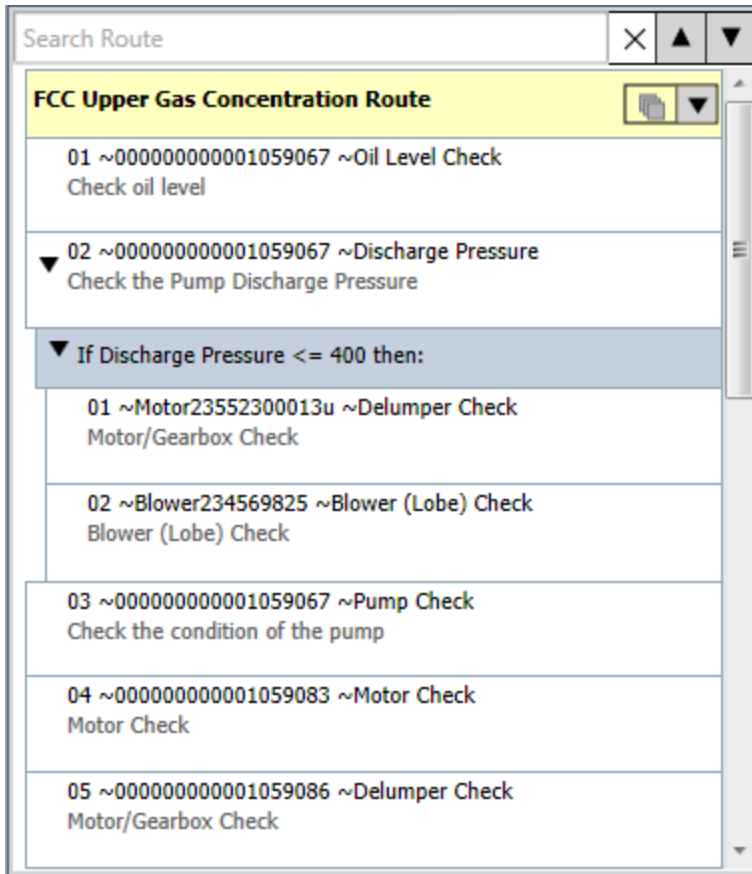 Search Route
FCC Upper Gas Concentration Route
01 ~000000000001059067 ~Oil Level Check
Check oil level
02 ~000000000001059067 ~Discharge Pressure
Check the Pump Discharge Pressure
If Discharge Pressure <= 400 then:
01 ~Motor23552300013u ~Delumper Check
Motor/Gearbox Check
02 ~Blower234569825 ~Blower (Lobe) Check
Blower (Lobe) Check
03 ~000000000001059067 ~Pump Check
Check the condition of the pump
04 ~000000000001059083 ~Motor Check
Motor Check
05 ~000000000001059086 ~Delumper Check
Motor/Gearbox Check